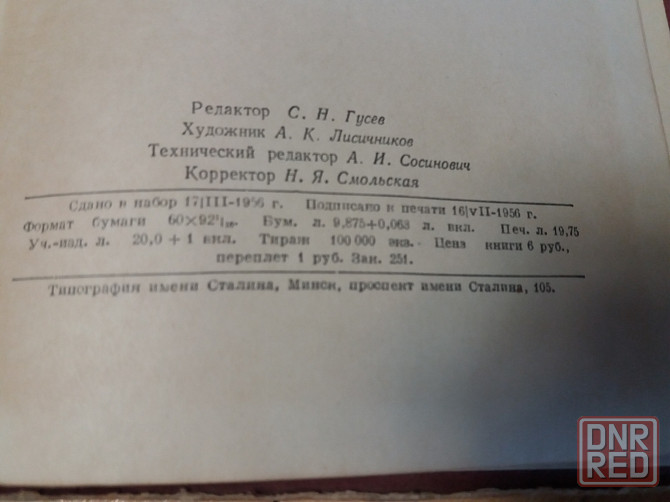 Редактор С. Н. Гусев
Художник А. К. Лисичников
Технический редактор А. И. Сосинович
Корректор Н. Я. Смольская
Сдано в набор 17|III-1956 г. Подписано к печати 16|VII-1956 г.
Формат бумаги 60×92¹|₁₆. Бум. л. 9,875+0,063 л. вкл. Печ. л. 19,75
Уч.-изд. л. 20,0 + 1 вкл. Тираж 100 000 экз. Цена книги 6 руб.,
переплет 1 руб. Зак. 251.
Типография имени Сталина, Минск, проспект имени Сталина, 105.
DNR
RED